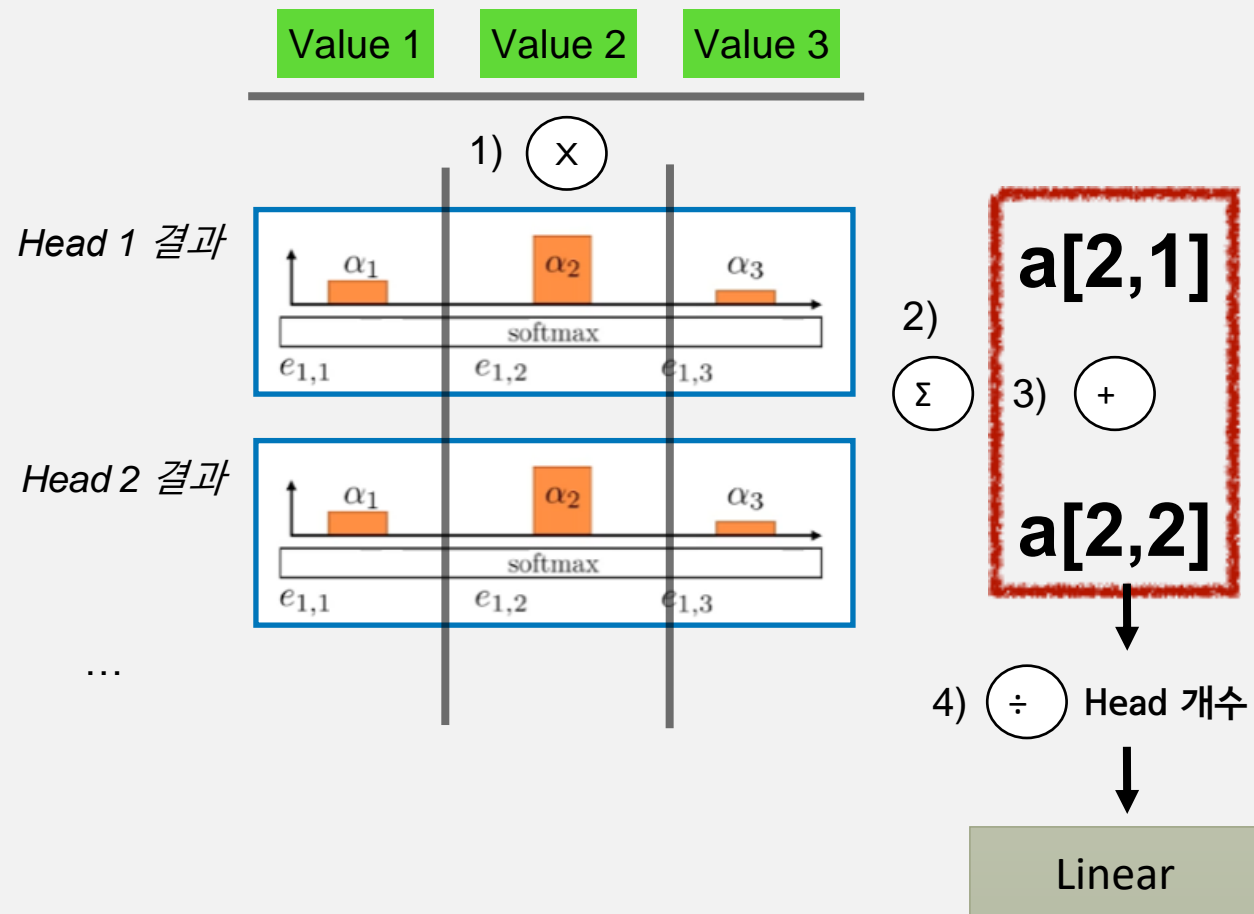 Value 1 Value 2 Value 3
1) X
Head 1 결과
α1 α2 α3
softmax
e1,1 e1,2 e1,3
Head 2 결과
α1 α2 α3
softmax
e1,1 e1,2 e1,3
...
2)
Σ
a[2,1]
3) +
a[2,2]
4) ÷ Head 개수
Linear